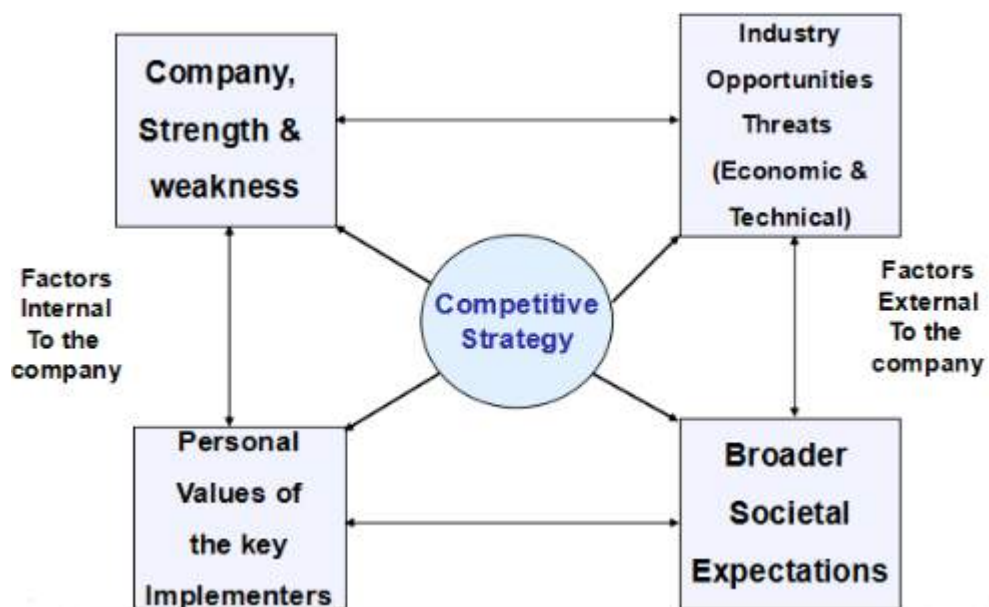 Company,
Strength &
weakness
Industry
Opportunities
Threats
(Economic &
Technical)
Factors
Internal
To the
company
Competitive
Strategy
Factors
External
To the
company
Personal
Values of
the key
Implementers
Broader
Societal
Expectations